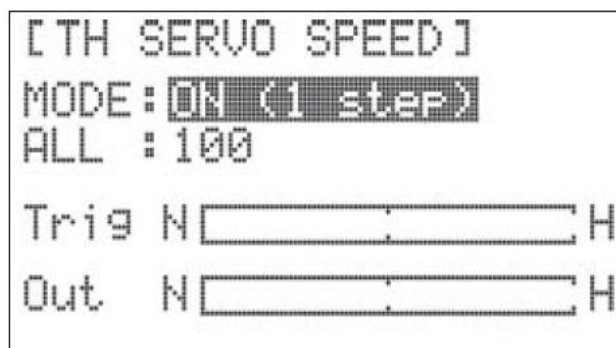 [TH SERVO SPEED]
MODE:ON (1 step)
ALL :100
Trig N H
Out N H